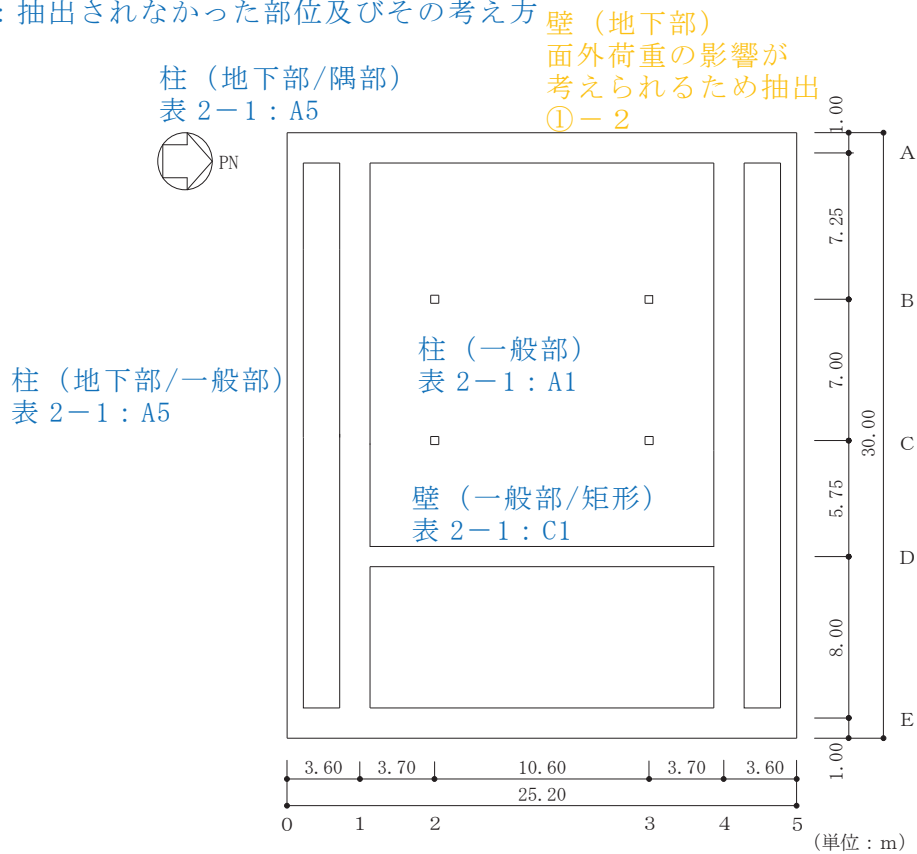 ：抽出されなかった部位及びその考え方
壁（地下部）
面外荷重の影響が
考えられるため抽出
①－２
柱（地下部/隅部）
表 2－1：A5
PN
柱（一般部）
表 2－1：A1
柱（地下部/一般部）
表 2－1：A5
壁（一般部/矩形）
表 2－1：C1
1.00
A
7.25
B
7.00
C
30.00
5.75
D
8.00
E
1.00
3.60 3.70 10.60 3.70 3.60
25.20
0 1 2 3 4 5
(単位：m)